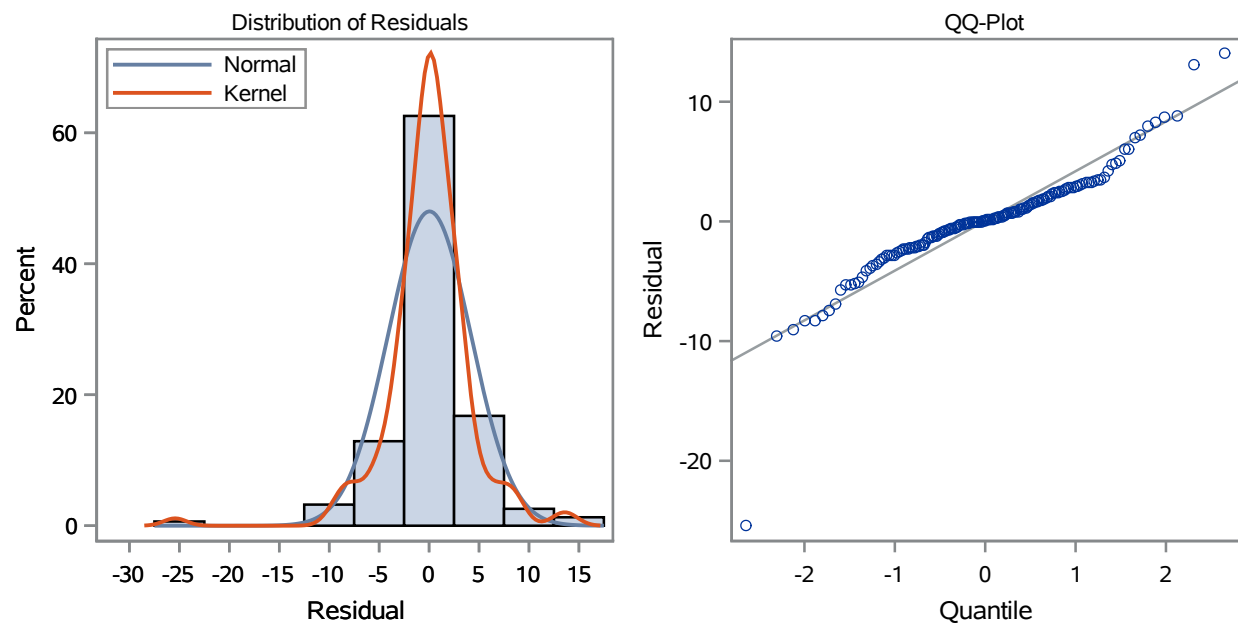 Distribution of Residuals
Normal
Kernel
Percent
60
40
20
0
-30 -25 -20 -15 -10 -5 0 5 10 15
Residual
QQ-Plot
Residual
10
0
-10
-20
-2 -1 0 1 2
Quantile